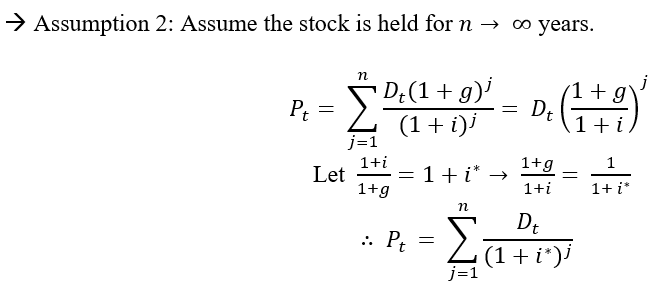 → Assumption 2: Assume the stock is held for n → ∞ years.
P_t = ∑_{j=1}^{n} D_t(1 + g)^j / (1 + i)^j = D_t ((1 + g) / (1 + i))^j
Let (1+i)/(1+g) = 1 + i* → (1+g)/(1+i) = 1/(1+ i*)
∴ P_t = ∑_{j=1}^{n} D_t / (1 + i*)^j